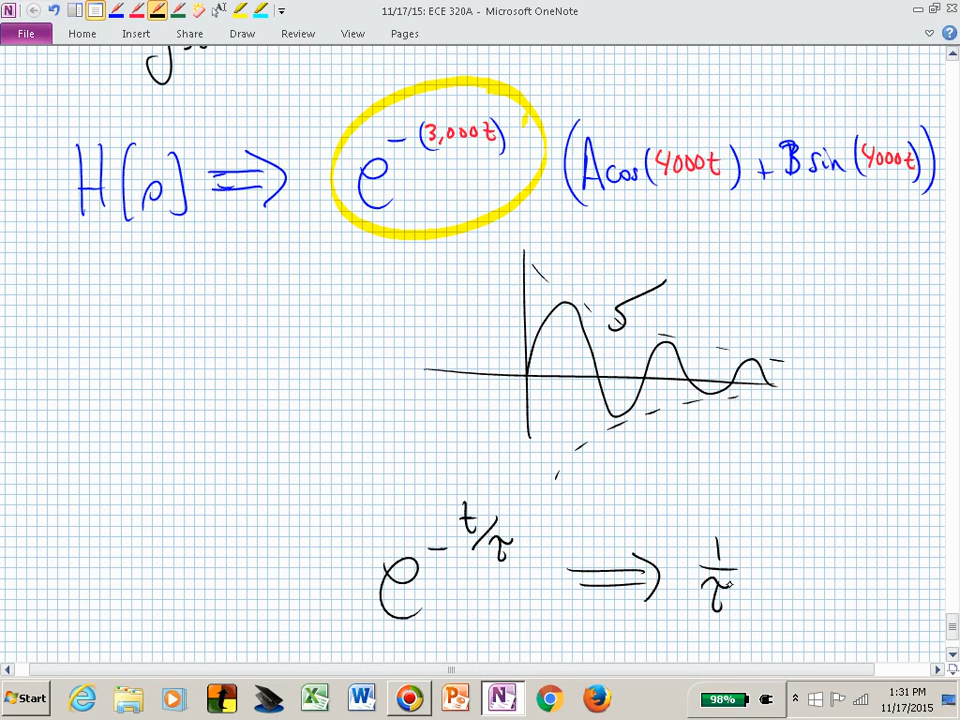 11/17/15: ECE 320A - Microsoft OneNote
File Home Insert Share Draw Review View Pages
H(s) ⇒ e^-(3,000t) (A cos(4000t) + B sin(4000t))
e^-t/τ ⇒ 1/τ
Start
98%
1:31 PM
11/17/2015